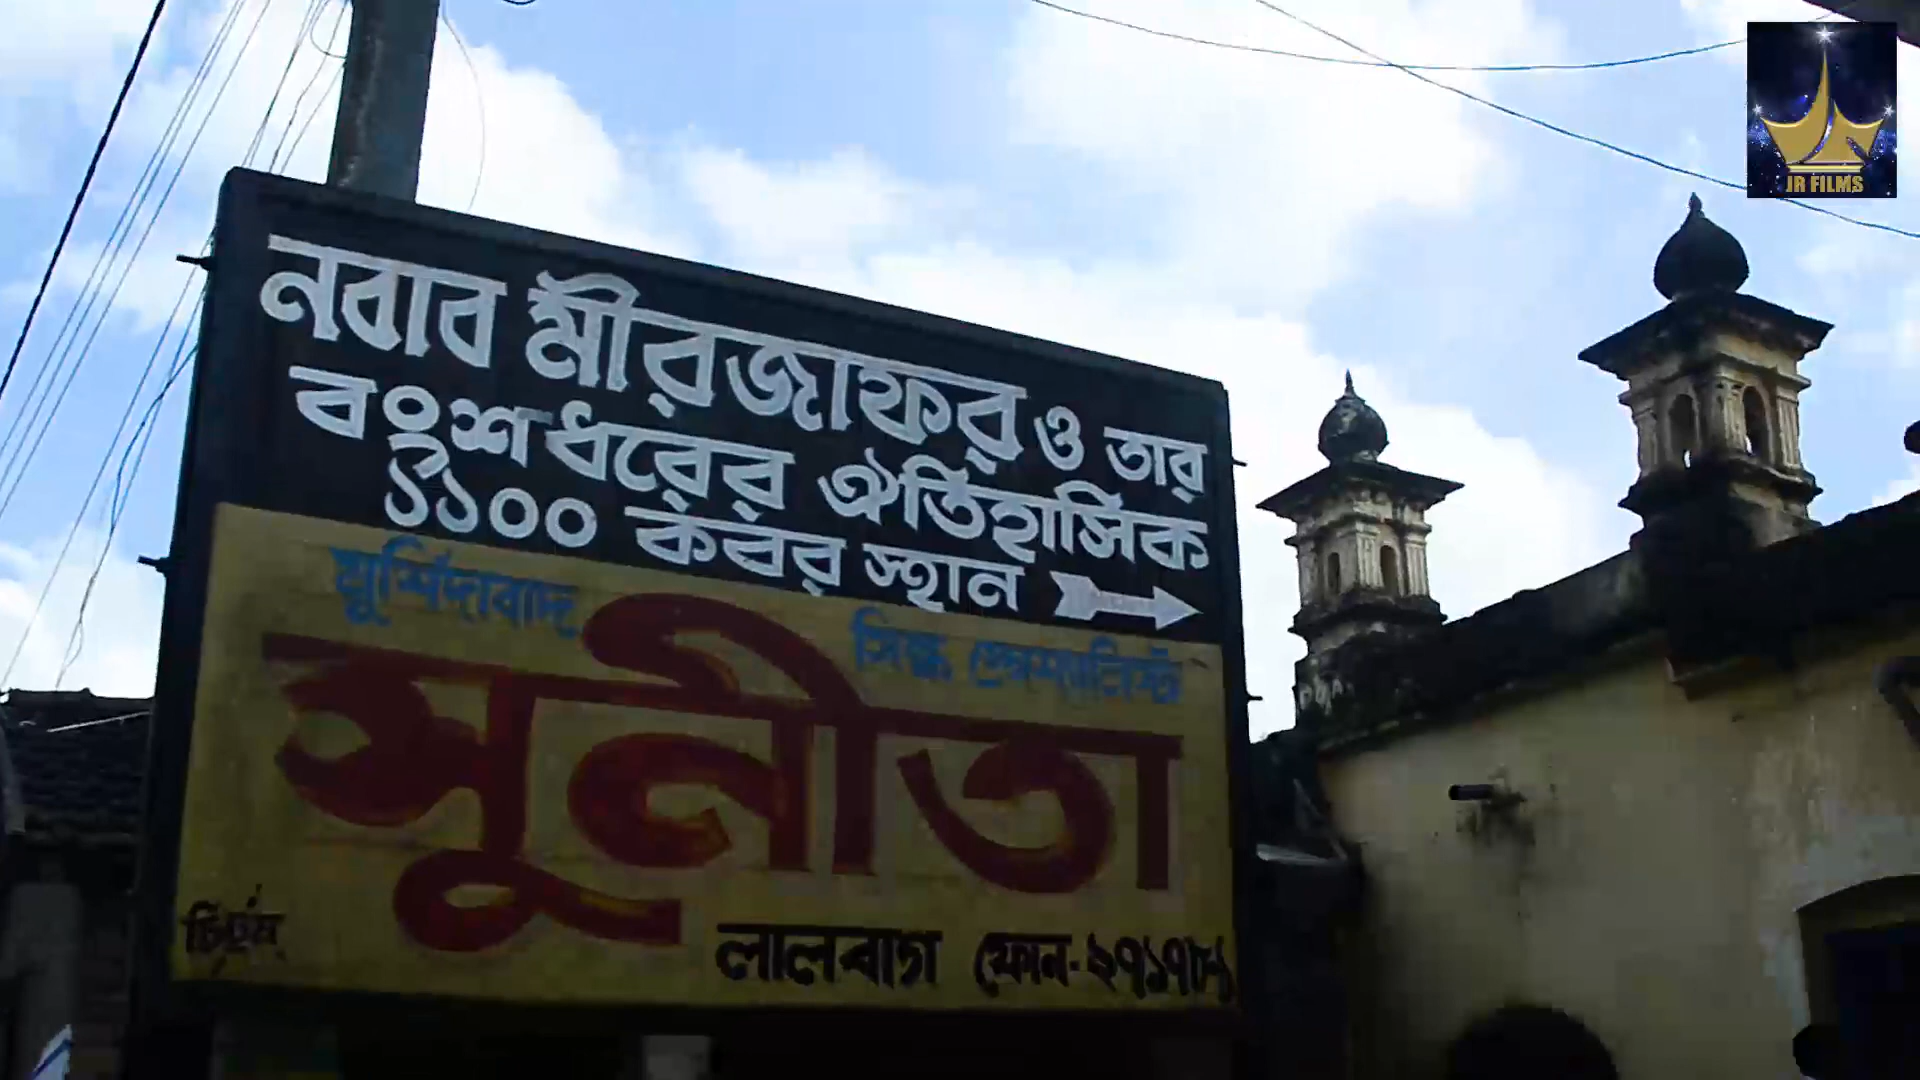 JR FILMS
নবাব মীরজাফর ও তার
বংশধরের ঐতিহাসিক
১১০০ কবর স্থান
মুর্শিদাবাদ সিল্ক স্পেশালিস্ট
সুনীতা
লালবাগ ফোন-